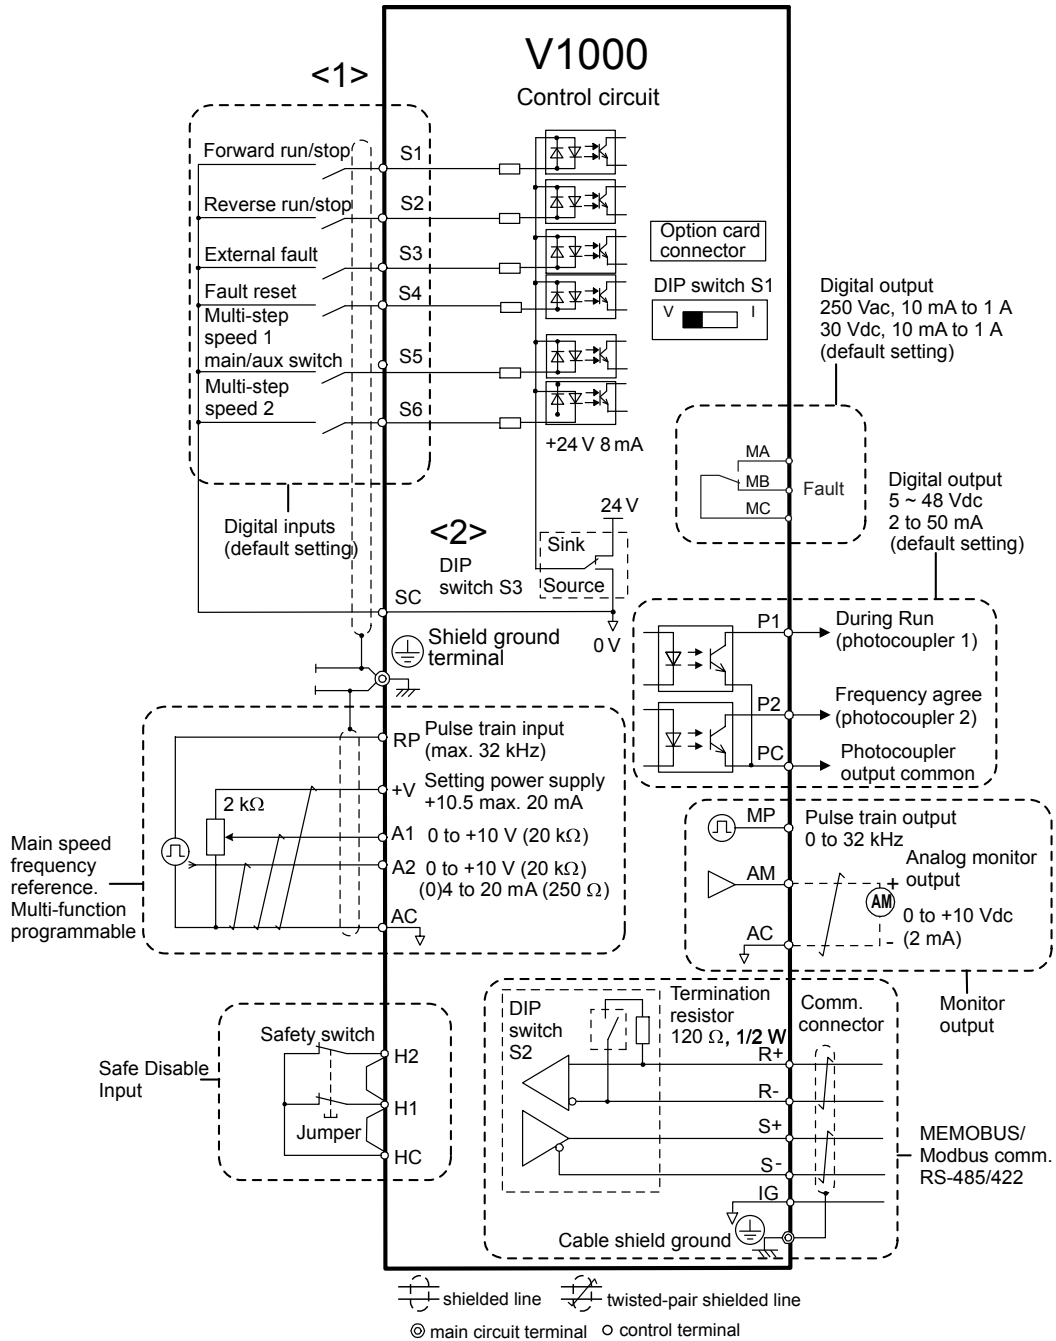 V1000
Control circuit
<1>
Forward run/stop
S1
Reverse run/stop
S2
External fault
S3
Fault reset
S4
Multi-step
speed 1
main/aux switch
S5
Multi-step
speed 2
S6
+24 V 8 mA
Option card
connector
DIP switch S1
V
I
Digital output
250 Vac, 10 mA to 1 A
30 Vdc, 10 mA to 1 A
(default setting)
MA
MB
MC
Fault
Digital output
5 ~ 48 Vdc
2 to 50 mA
(default setting)
Digital inputs
(default setting)
<2>
DIP
switch S3
24 V
Sink
Source
0 V
SC
Shield ground
terminal
P1
During Run
(photocoupler 1)
P2
Frequency agree
(photocoupler 2)
PC
Photocoupler
output common
RP
Pulse train input
(max. 32 kHz)
+V
Setting power supply
+10.5 max. 20 mA
2 kΩ
A1
0 to +10 V (20 kΩ)
A2
0 to +10 V (20 kΩ)
(0)4 to 20 mA (250 Ω)
AC
Main speed
frequency
reference.
Multi-function
programmable
MP
Pulse train output
0 to 32 kHz
AM
Analog monitor
output
+
AM
0 to +10 Vdc
(2 mA)
AC
-
Monitor
output
Safe Disable
Input
Safety switch
H2
H1
Jumper
HC
DIP
switch
S2
Termination
resistor
120 Ω, 1/2 W
Comm.
connector
R+
R-
S+
S-
IG
Cable shield ground
MEMOBUS/
Modbus comm.
RS-485/422
shielded line
twisted-pair shielded line
main circuit terminal
control terminal